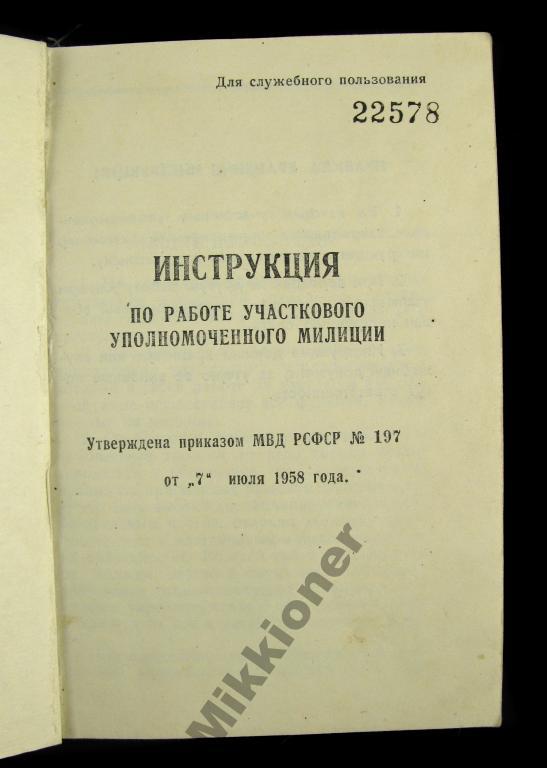 Для служебного пользования
22578
ИНСТРУКЦИЯ
ПО РАБОТЕ УЧАСТКОВОГО
УПОЛНОМОЧЕННОГО МИЛИЦИИ
Утверждена приказом МВД РСФСР № 197
от „7" июля 1958 года.
Mikkioner